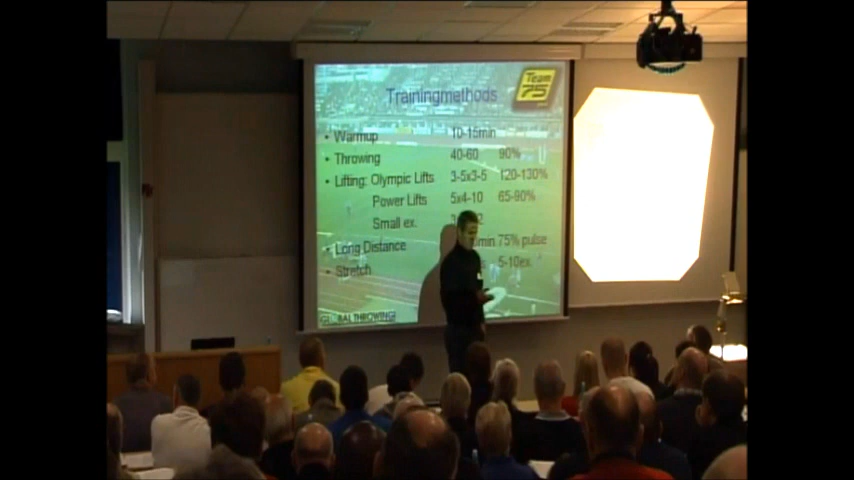 Team
75
Trainingmethods
• Warmup 10-15min
• Throwing 40-60 90%
• Lifting: Olympic Lifts 3-5x3-5 120-130%
Power Lifts 5x4-10 65-90%
Small ex.
• Long Distance min 75% pulse
• Stretch 5-10ex.
GLOBAL THROWING